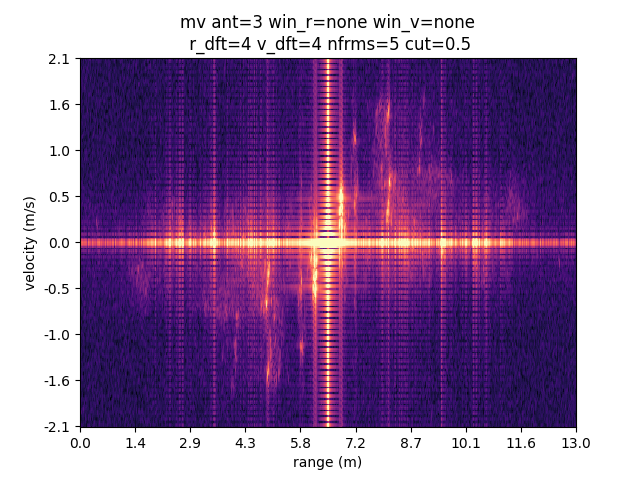 mv ant=3 win_r=none win_v=none
r_dft=4 v_dft=4 nfrms=5 cut=0.5
2.1
1.6
1.0
0.5
0.0
-0.5
-1.0
-1.6
-2.1
velocity (m/s)
0.0 1.4 2.9 4.3 5.8 7.2 8.7 10.1 11.6 13.0
range (m)